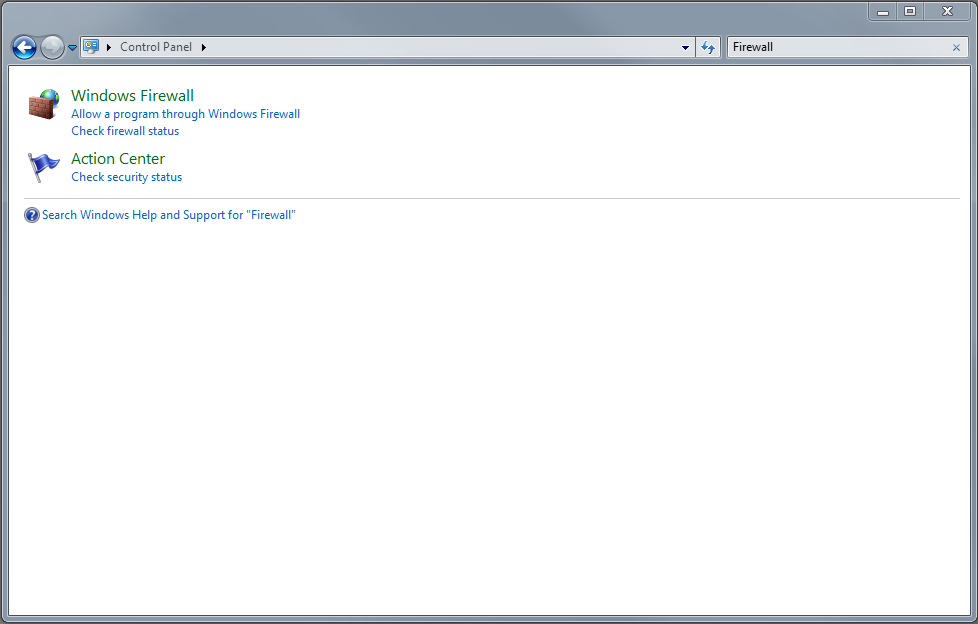 Control Panel
Firewall
Windows Firewall
Allow a program through Windows Firewall
Check firewall status
Action Center
Check security status
Search Windows Help and Support for "Firewall"